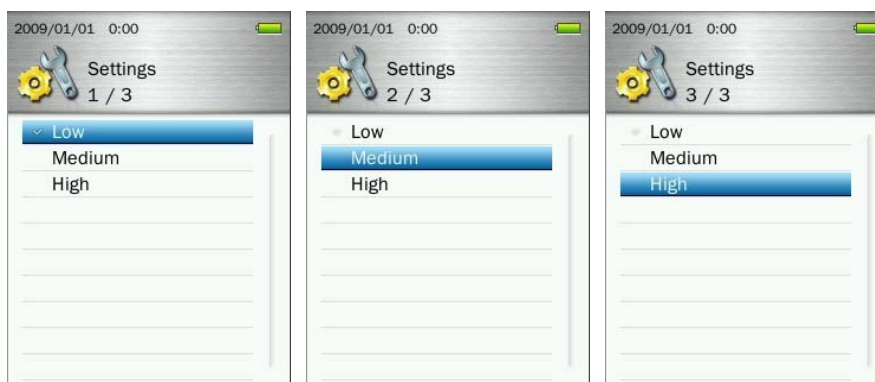 2009/01/01 0:00
Settings
1 / 3
Low
Medium
High
2009/01/01 0:00
Settings
2 / 3
Low
Medium
High
2009/01/01 0:00
Settings
3 / 3
Low
Medium
High